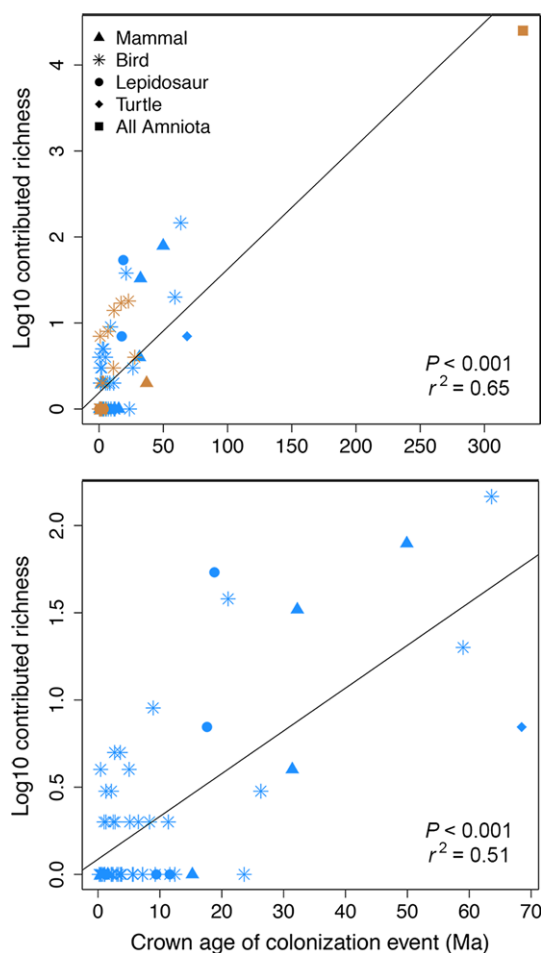 Mammal
Bird
Lepidosaur
Turtle
All Amniota
Log10 contributed richness
0
1
2
3
4
P < 0.001
r² = 0.65
0
50
100
150
200
250
300
Log10 contributed richness
0.0
0.5
1.0
1.5
2.0
P < 0.001
r² = 0.51
0
10
20
30
40
50
60
70
Crown age of colonization event (Ma)